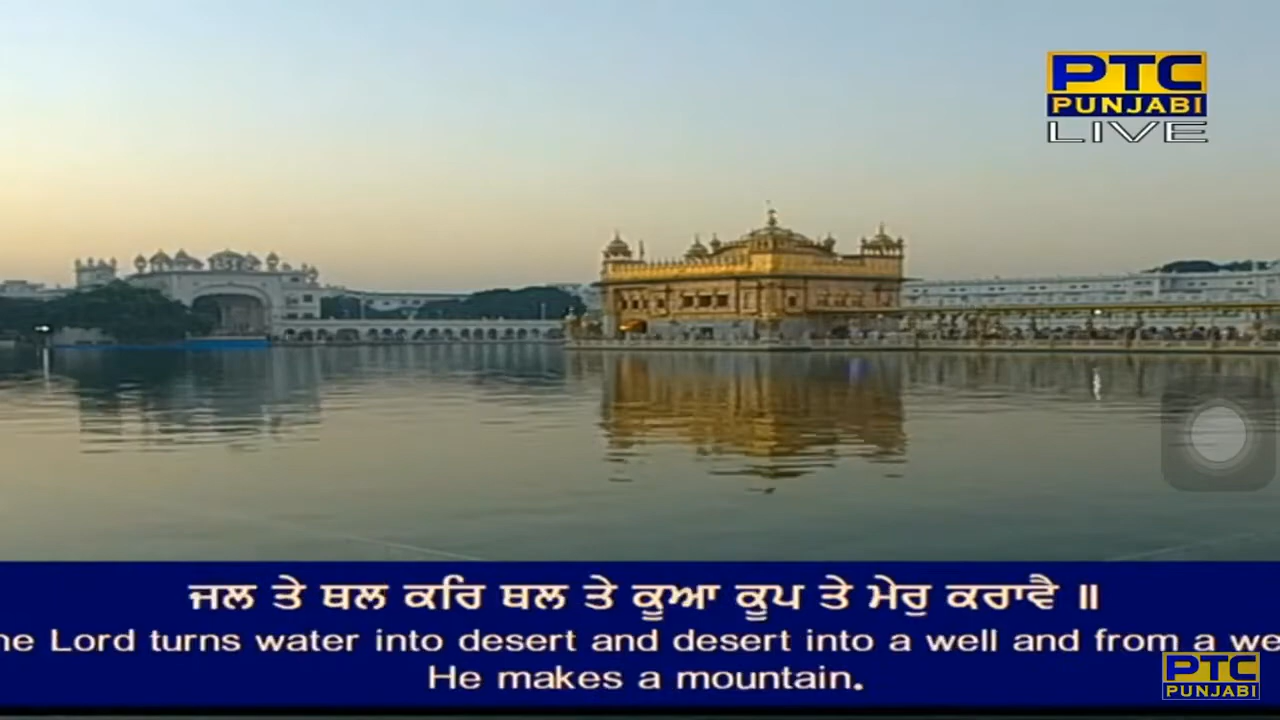 PTC
PUNJABI
LIVE
ਜਲ ਤੇ ਥਲ ਕਰਿ ਥਲ ਤੇ ਕੂਆ ਕੂਪ ਤੇ ਮੇਰੁ ਕਰਾਵੈ ॥
he Lord turns water into desert and desert into a well and from a we
He makes a mountain.
PTC
PUNJABI